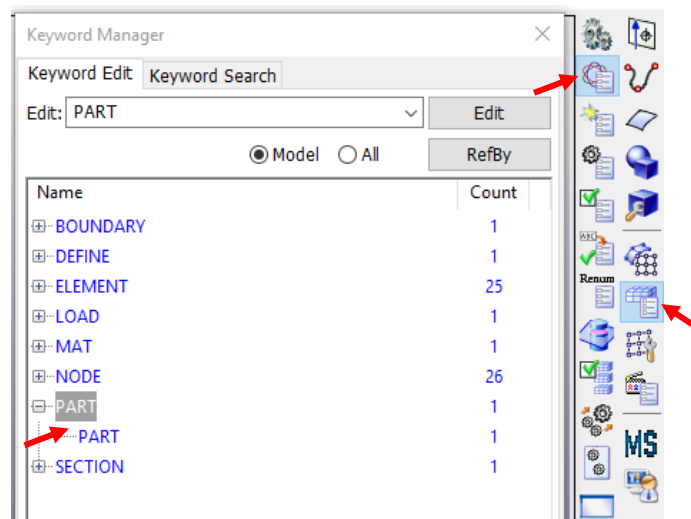 Keyword Manager
Keyword Edit Keyword Search
Edit: PART Edit
Model All RefBy
Name Count
BOUNDARY 1
DEFINE 1
ELEMENT 25
LOAD 1
MAT 1
NODE 26
PART 1
PART 1
SECTION 1
ABC
Renum
MS